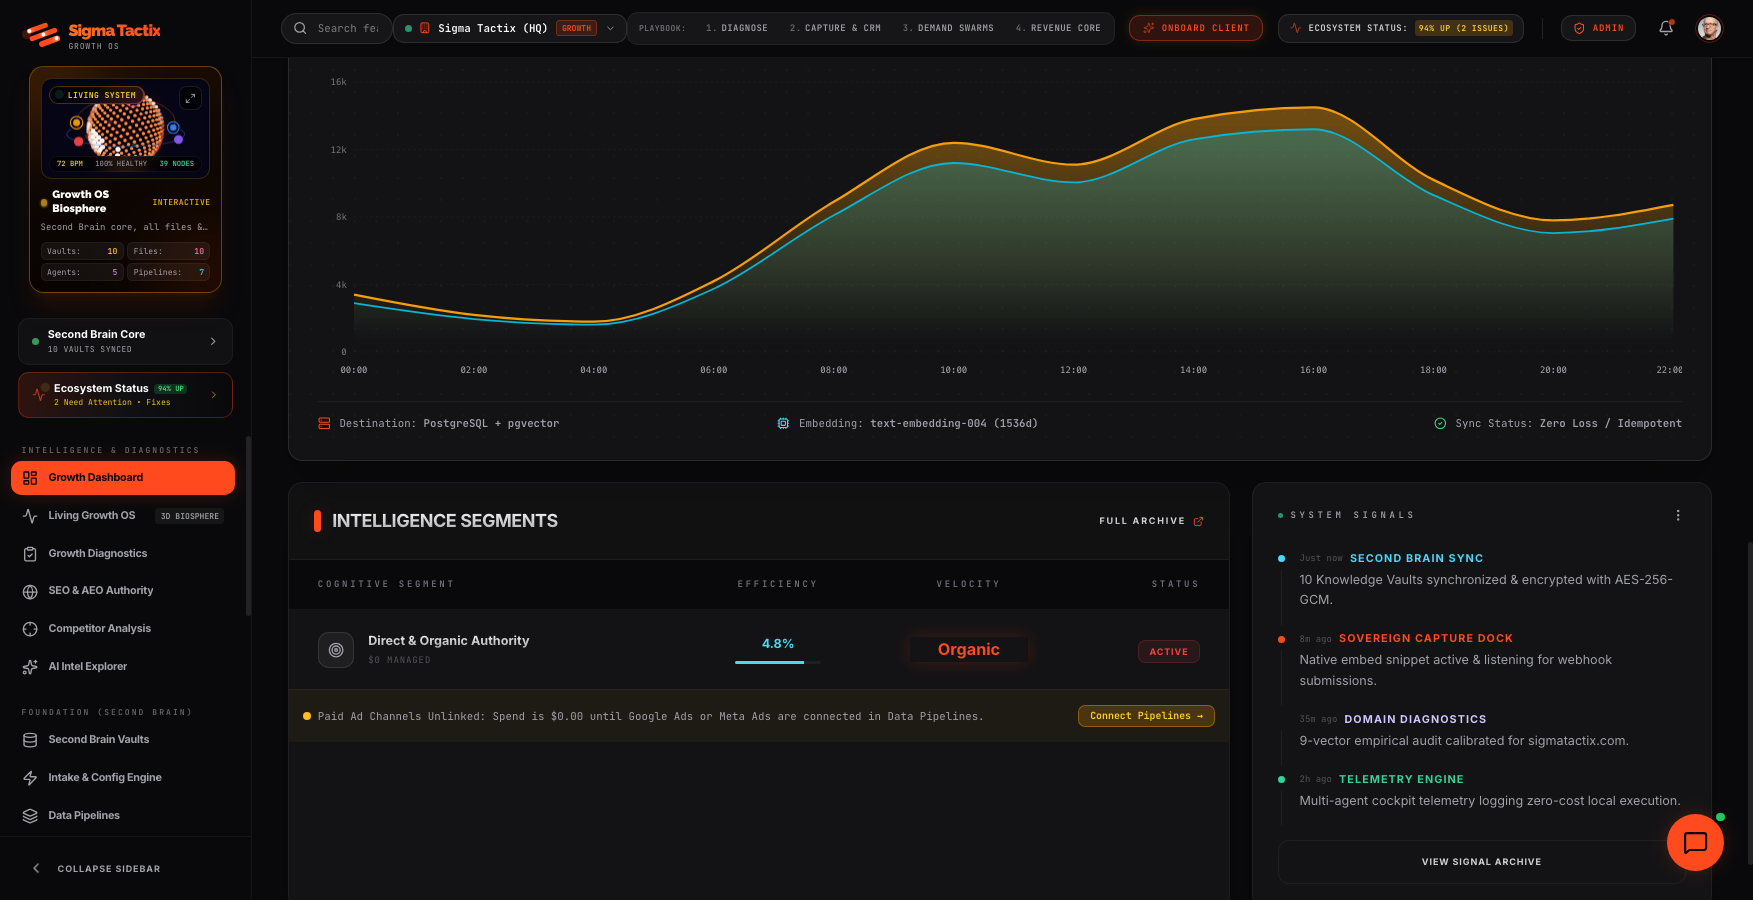 Sigma Tactix
GROWTH OS
LIVING SYSTEM
72 BPM 100% HEALTHY 39 NODES
Growth OS Biosphere
INTERACTIVE
Second Brain core, all files &…
Vaults: 10
Files: 10
Agents: 5
Pipelines: 7
Second Brain Core
10 VAULTS SYNCED
Ecosystem Status 94% UP
2 Need Attention • Fixes
INTELLIGENCE & DIAGNOSTICS
Growth Dashboard
Living Growth OS 3D BIOSPHERE
Growth Diagnostics
SEO & AEO Authority
Competitor Analysis
AI Intel Explorer
FOUNDATION (SECOND BRAIN)
Second Brain Vaults
Intake & Config Engine
Data Pipelines
COLLAPSE SIDEBAR
Search fe
Sigma Tactix (HQ) GROWTH
PLAYBOOK: 1. DIAGNOSE 2. CAPTURE & CRM 3. DEMAND SWARMS 4. REVENUE CORE
ONBOARD CLIENT
ECOSYSTEM STATUS: 94% UP (2 ISSUES)
ADMIN
16k
12k
8k
4k
0
00:00 02:00 04:00 06:00 08:00 10:00 12:00 14:00 16:00 18:00 20:00 22:00
Destination: PostgreSQL + pgvector
Embedding: text-embedding-004 (1536d)
Sync Status: Zero Loss / Idempotent
INTELLIGENCE SEGMENTS
FULL ARCHIVE
COGNITIVE SEGMENT EFFICIENCY VELOCITY STATUS
Direct & Organic Authority
$0 MANAGED
4.8%
Organic
ACTIVE
Paid Ad Channels Unlinked: Spend is $0.00 until Google Ads or Meta Ads are connected in Data Pipelines.
Connect Pipelines →
SYSTEM SIGNALS
Just now SECOND BRAIN SYNC
10 Knowledge Vaults synchronized & encrypted with AES-256-
GCM.
8m ago SOVEREIGN CAPTURE DOCK
Native embed snippet active & listening for webhook
submissions.
35m ago DOMAIN DIAGNOSTICS
9-vector empirical audit calibrated for sigmatactix.com.
2h ago TELEMETRY ENGINE
Multi-agent cockpit telemetry logging zero-cost local execution.
VIEW SIGNAL ARCHIVE